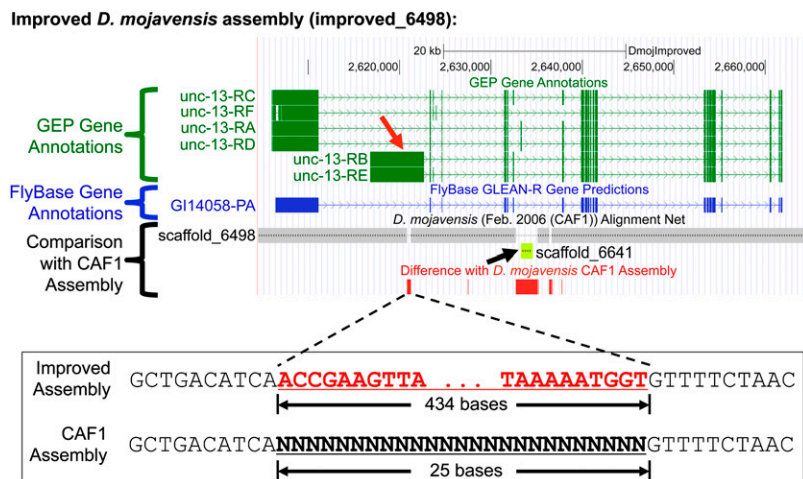 Improved D. mojavensis assembly (improved_6498):
20 kb DmojImproved
2,620,000 2,630,000 2,640,000 2,650,000 2,660,000
GEP Gene Annotations
GEP Gene Annotations
unc-13-RC
unc-13-RF
unc-13-RA
unc-13-RD
unc-13-RB
unc-13-RE
FlyBase GLEAN-R Gene Predictions
FlyBase Gene Annotations
GI14058-PA
D. mojavensis (Feb. 2006 (CAF1)) Alignment Net
Comparison with CAF1 Assembly
scaffold_6498
scaffold_6641
Difference with D. mojavensis CAF1 Assembly
Improved Assembly
GCTGACATCAACCGAAGTTA ... TAAAAATGGTGTTTTCTAAC
434 bases
CAF1 Assembly
GCTGACATCANNNNNNNNNNNNNNNNNNNNNNNNNGTTTTCTAAC
25 bases